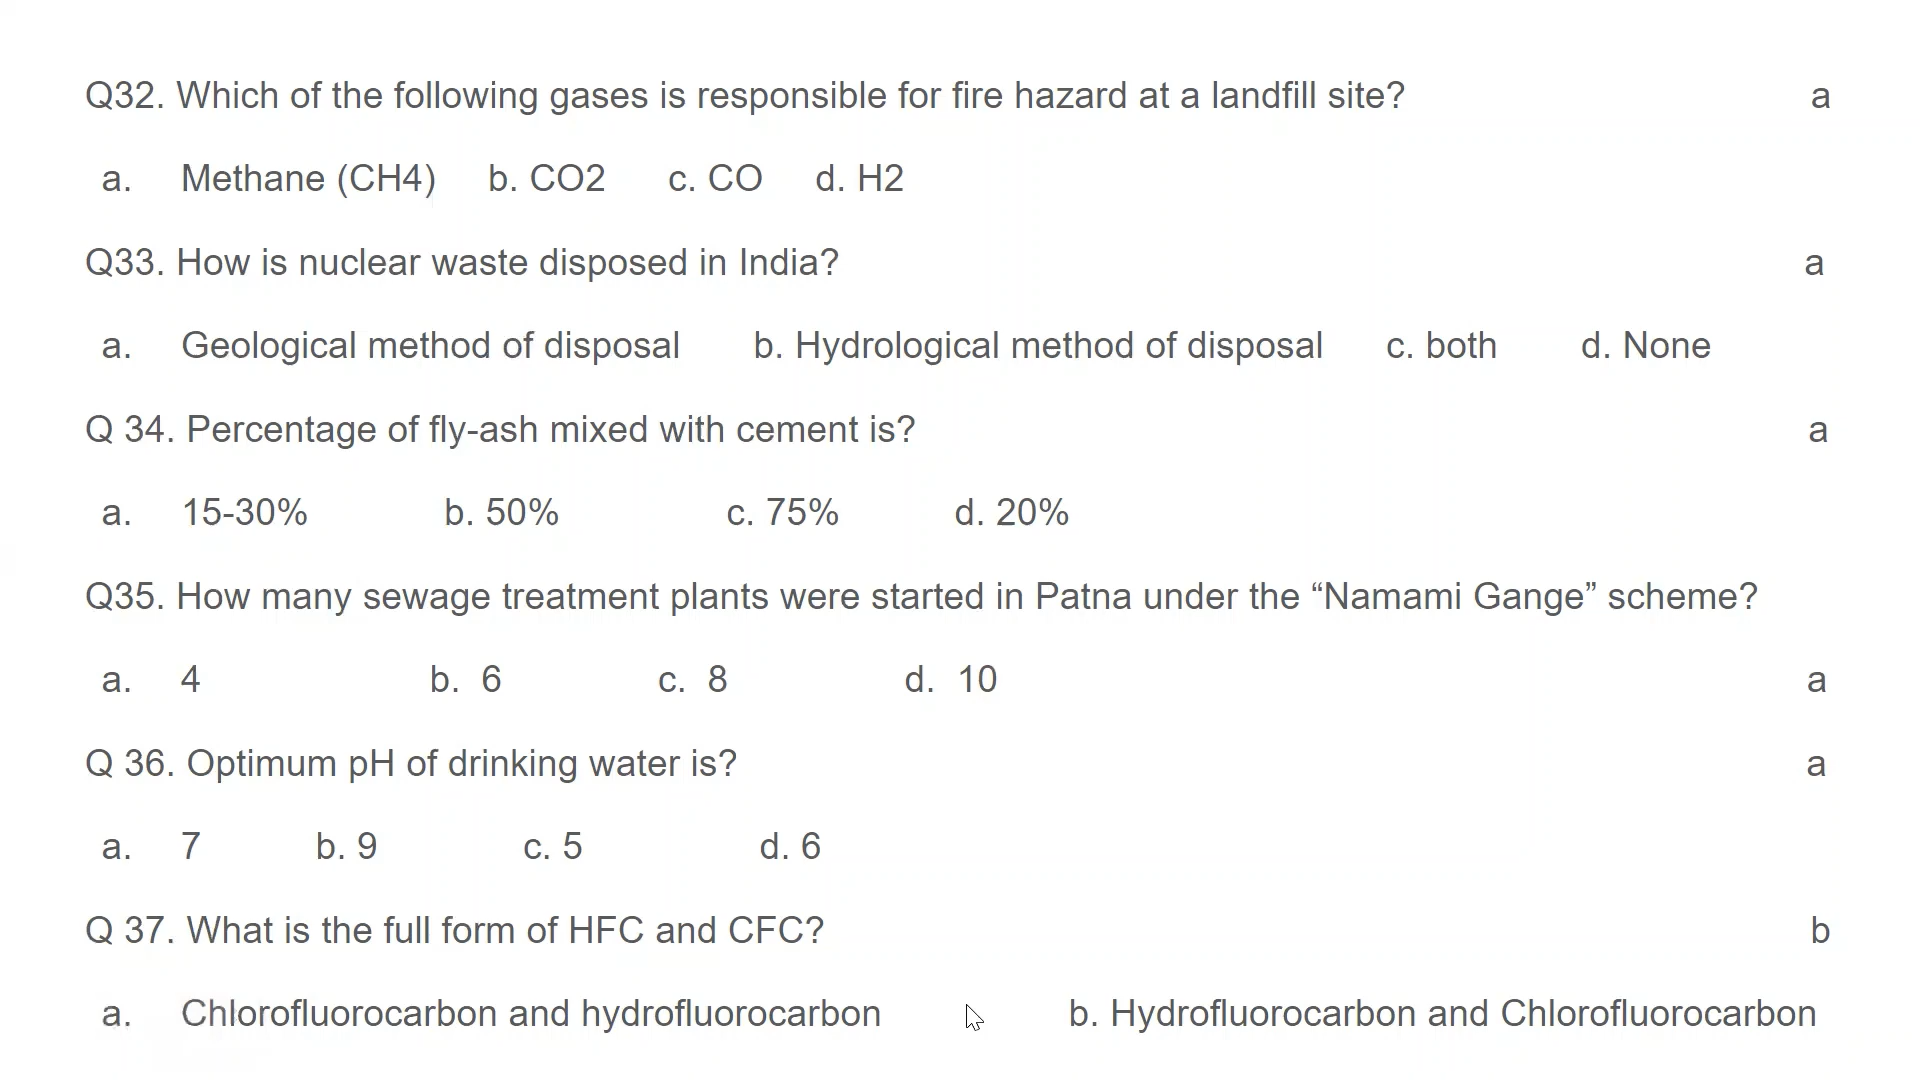 Q32. Which of the following gases is responsible for fire hazard at a landfill site? a
a. Methane (CH4) b. CO2 c. CO d. H2
Q33. How is nuclear waste disposed in India? a
a. Geological method of disposal b. Hydrological method of disposal c. both d. None
Q 34. Percentage of fly-ash mixed with cement is? a
a. 15-30% b. 50% c. 75% d. 20%
Q35. How many sewage treatment plants were started in Patna under the “Namami Gange” scheme?
a. 4 b. 6 c. 8 d. 10 a
Q 36. Optimum pH of drinking water is? a
a. 7 b. 9 c. 5 d. 6
Q 37. What is the full form of HFC and CFC? b
a. Chlorofluorocarbon and hydrofluorocarbon b. Hydrofluorocarbon and Chlorofluorocarbon